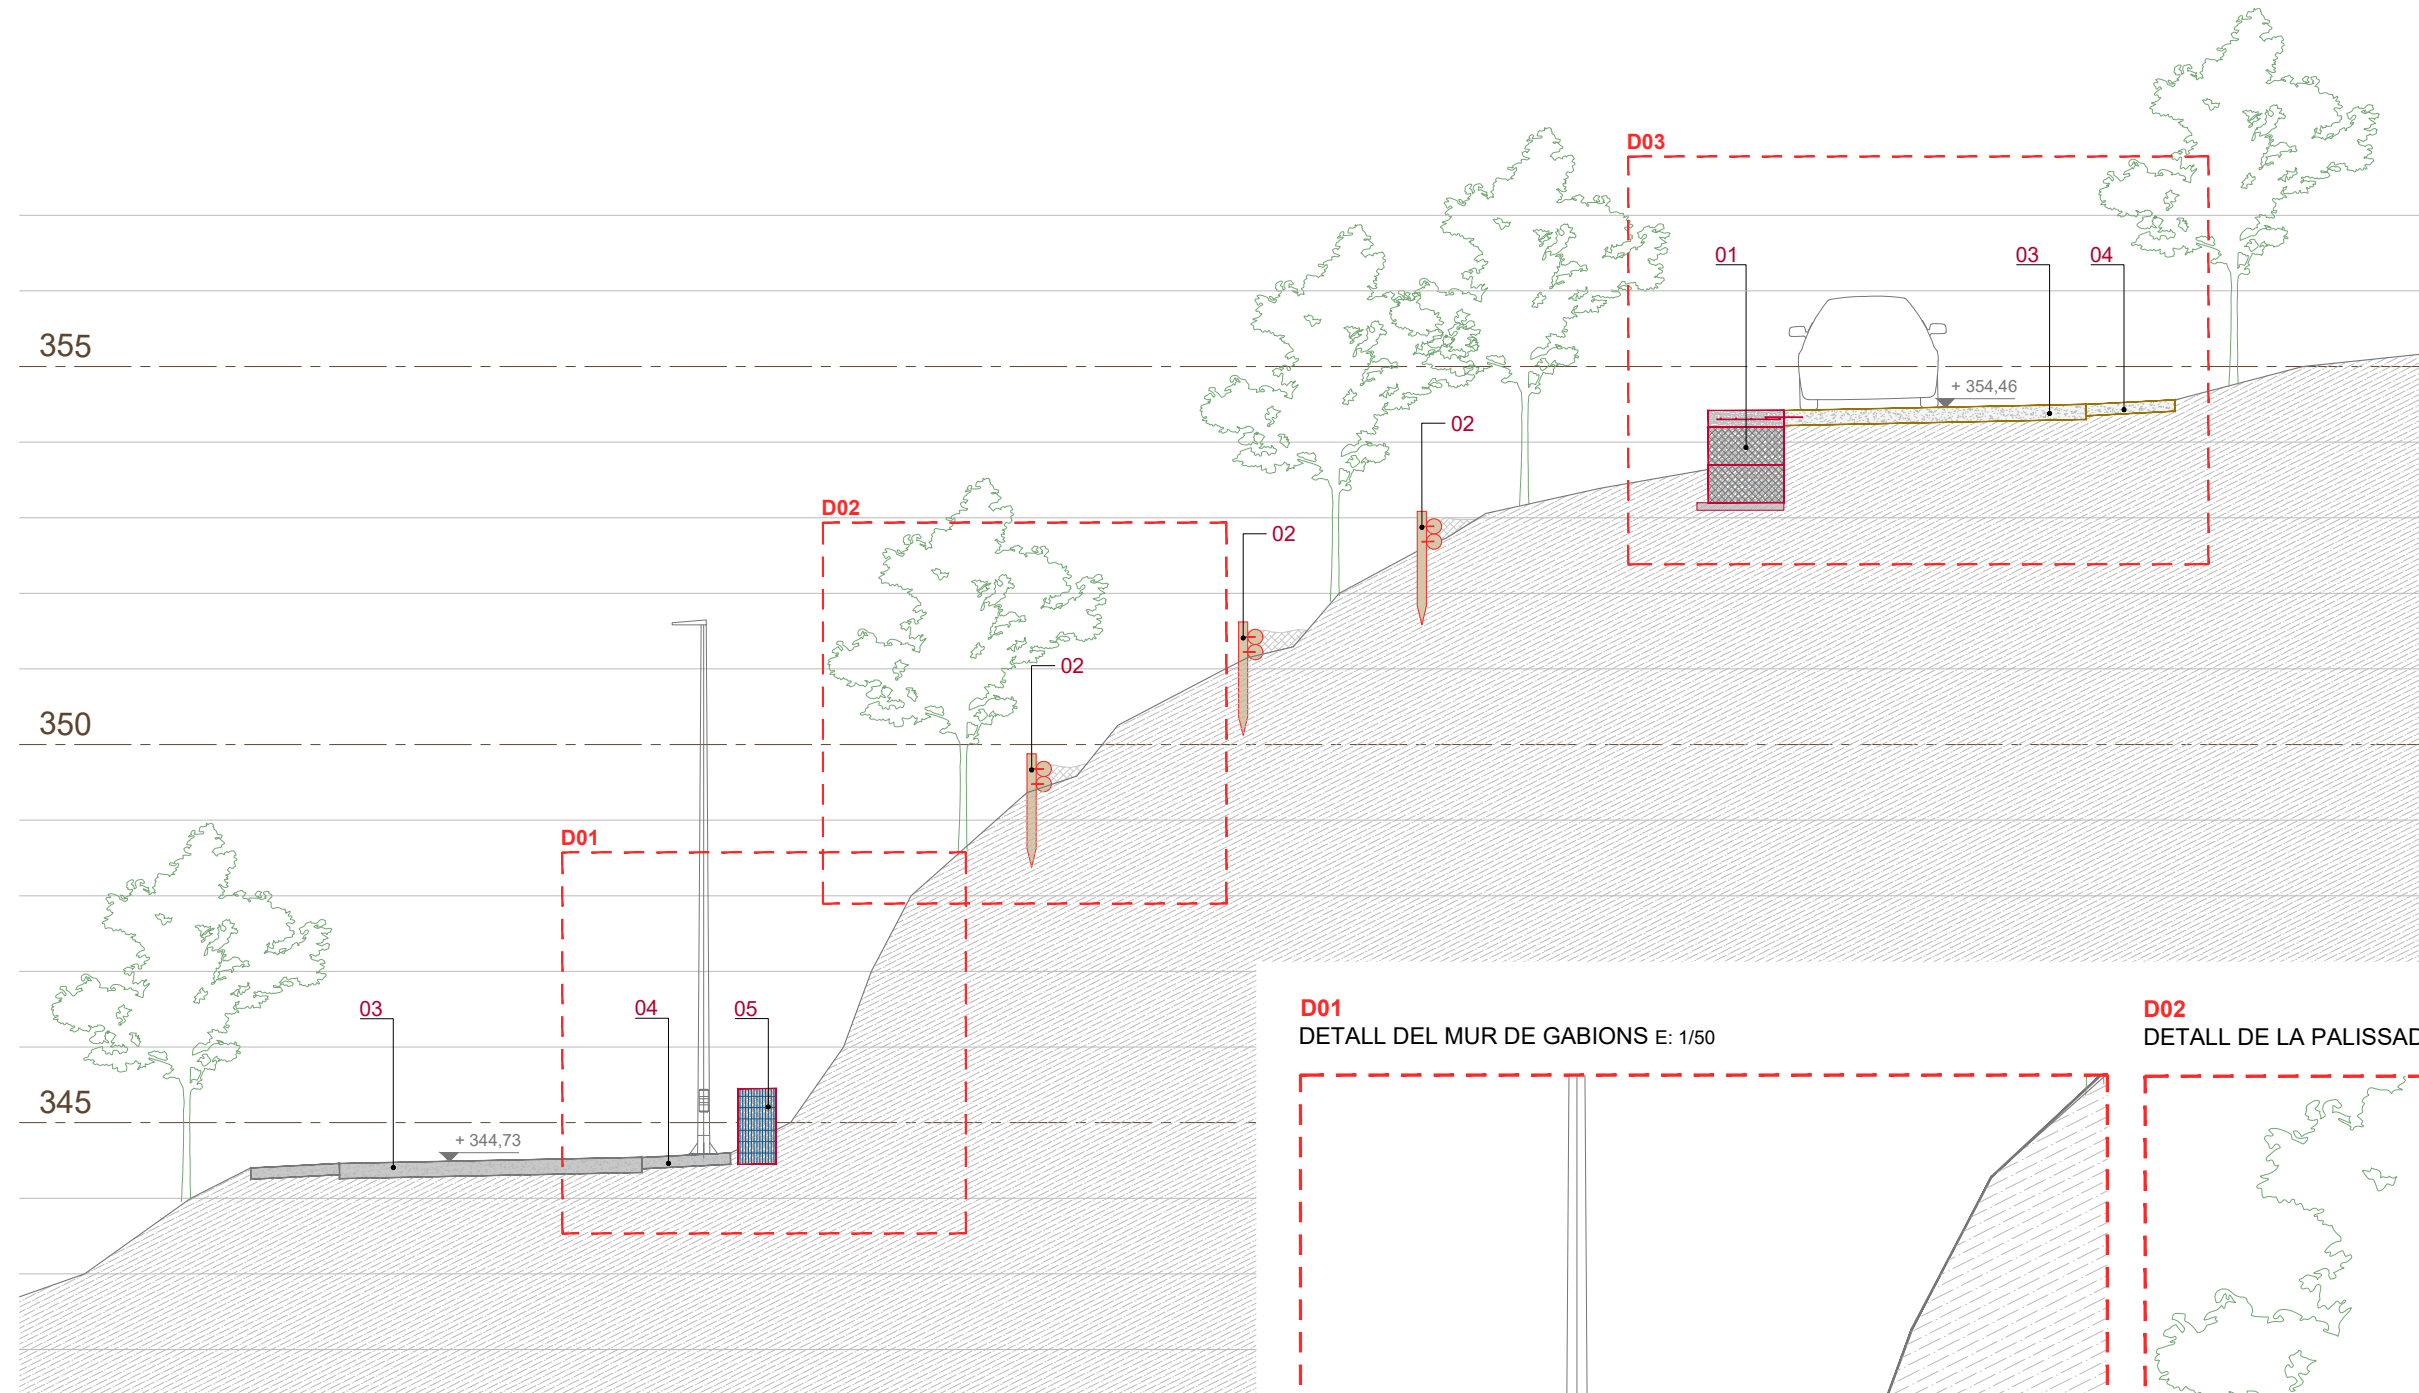 D03
01
03
04
355
+ 354,46
02
D02
02
02
350
D01
03
04
05
D01
DETALL DEL MUR DE GABIONS E: 1/50
D02
DETALL DE LA PALISSAD
345
+ 344,73